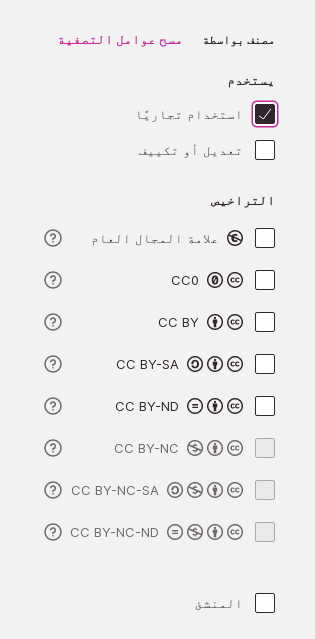 مصنف بواسطة مسح عوامل التصفية
يستخدم
استخدام تجاريًا
تعديل أو تكييف
التراخيص
علامة المجال العام
CC0
CC BY
CC BY-SA
CC BY-ND
CC BY-NC
CC BY-NC-SA
CC BY-NC-ND
المنشئ